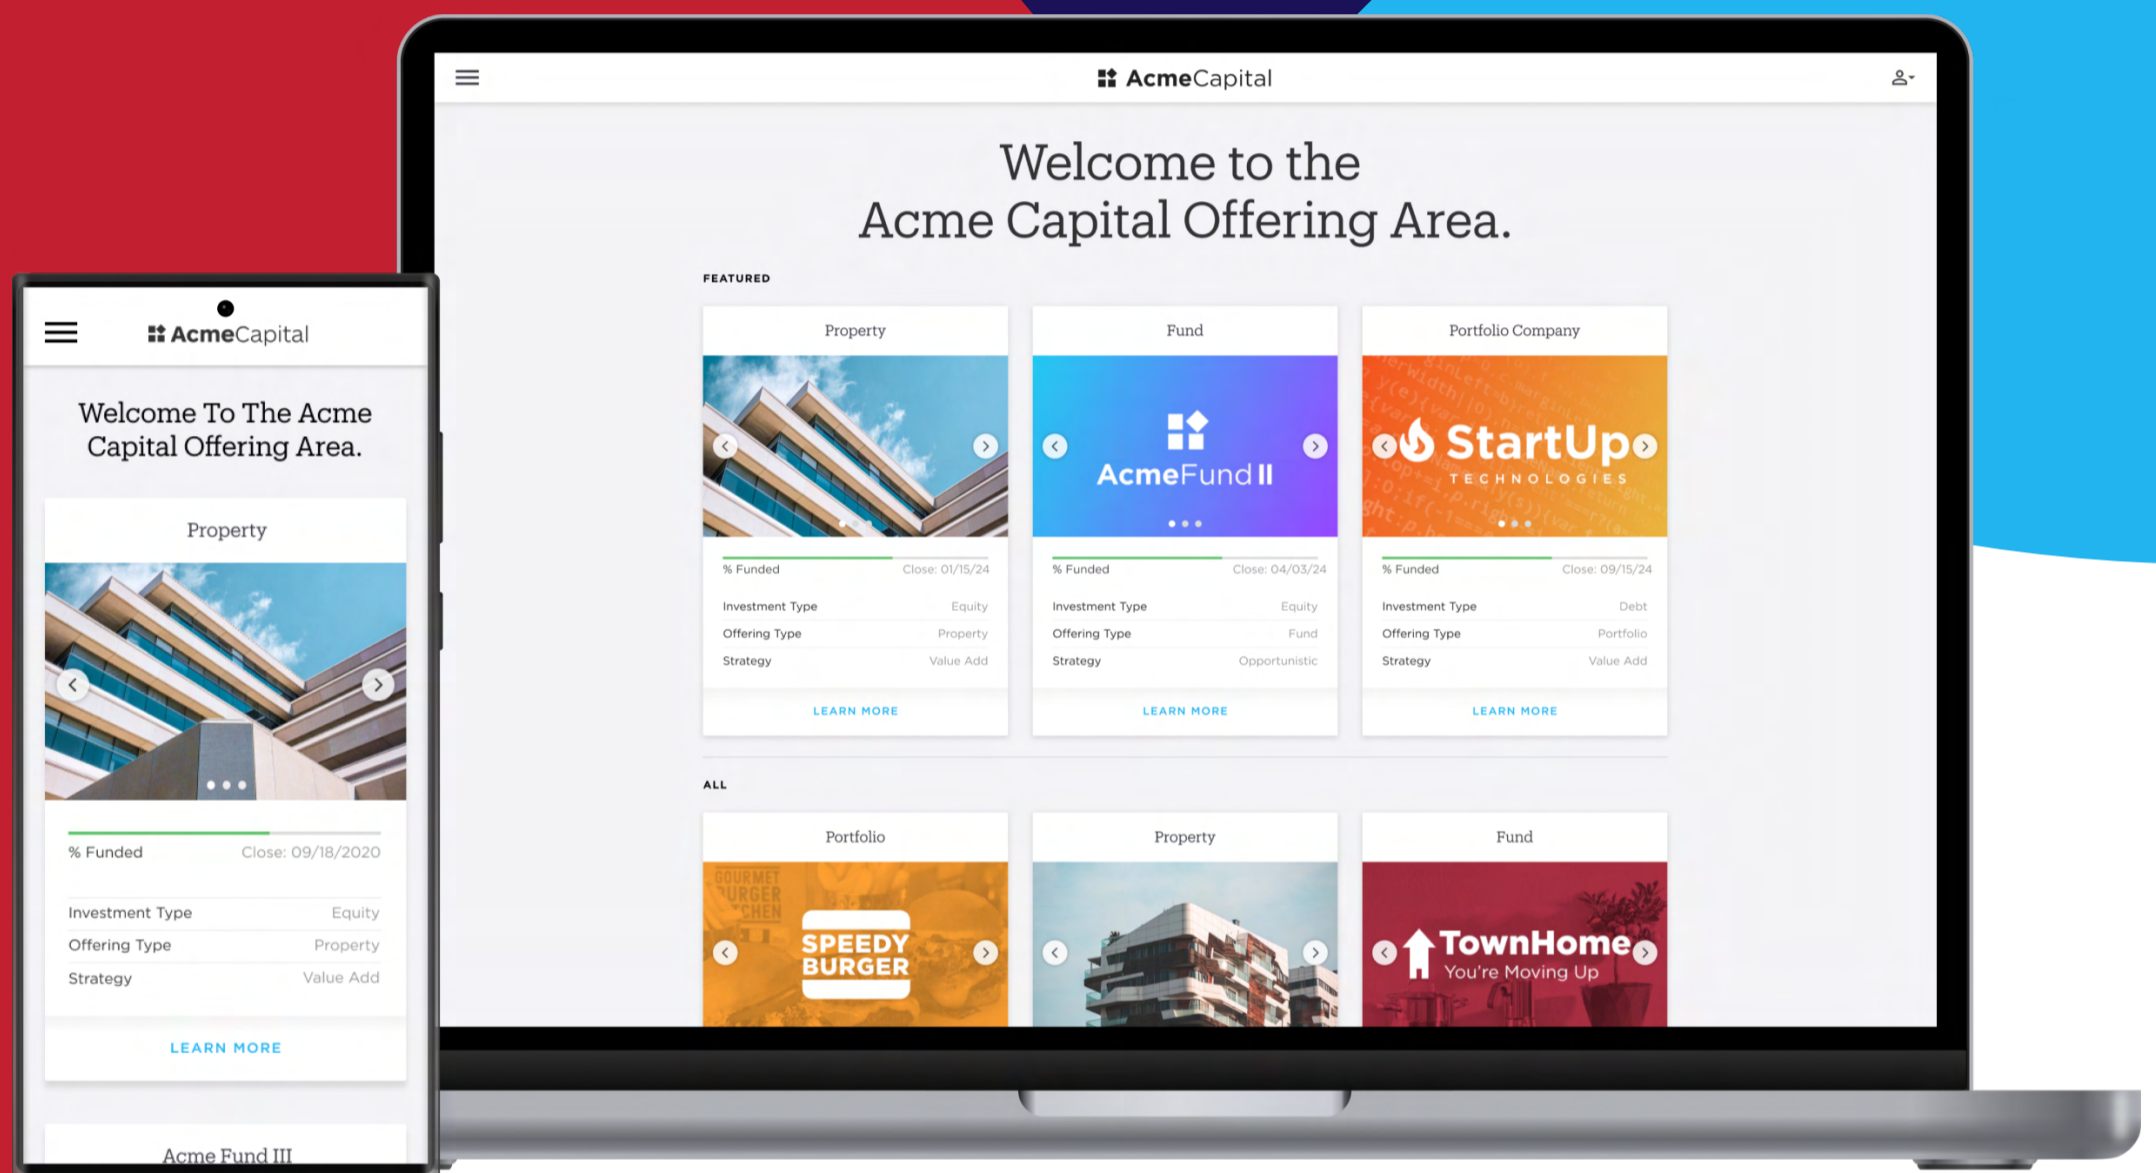 AcmeCapital
Welcome To The Acme
Capital Offering Area.
Property
% Funded Close: 09/18/2020
Investment Type Equity
Offering Type Property
Strategy Value Add
LEARN MORE
Acme Fund III
AcmeCapital
Welcome to the
Acme Capital Offering Area.
FEATURED
Property
% Funded Close: 01/15/24
Investment Type Equity
Offering Type Property
Strategy Value Add
LEARN MORE
Fund
AcmeFund II
% Funded Close: 04/03/24
Investment Type Equity
Offering Type Fund
Strategy Opportunistic
LEARN MORE
Portfolio Company
StartUp
TECHNOLOGIES
% Funded Close: 09/15/24
Investment Type Debt
Offering Type Portfolio
Strategy Value Add
LEARN MORE
ALL
Portfolio
GOURMET
SPEEDY
BURGER
Property
Fund
TownHome
You're Moving Up